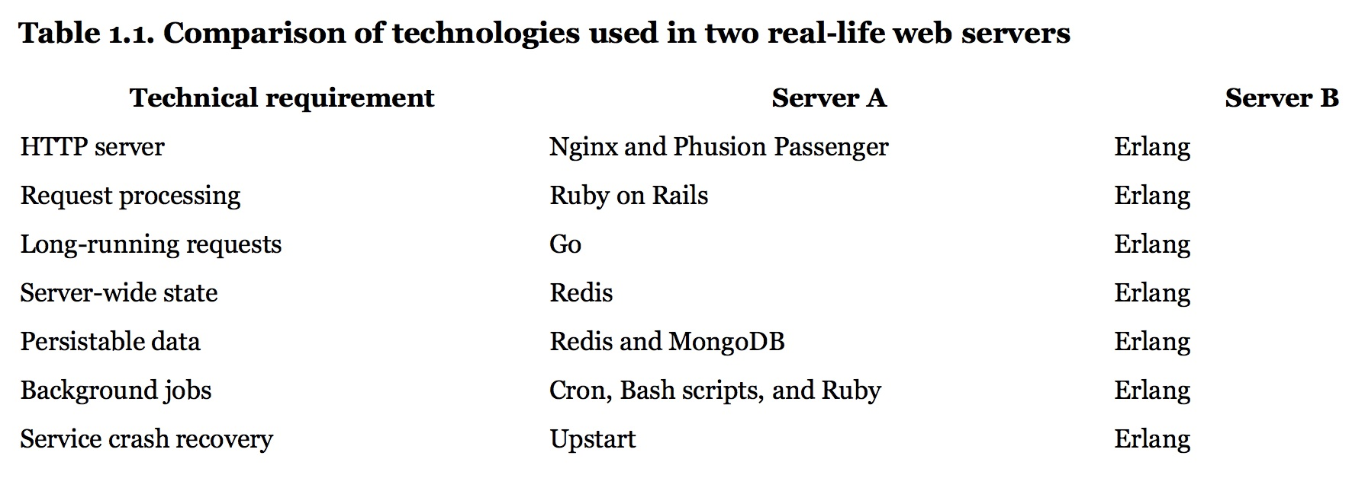 Table 1.1. Comparison of technologies used in two real-life web servers
Technical requirement Server A Server B
HTTP server Nginx and Phusion Passenger Erlang
Request processing Ruby on Rails Erlang
Long-running requests Go Erlang
Server-wide state Redis Erlang
Persistable data Redis and MongoDB Erlang
Background jobs Cron, Bash scripts, and Ruby Erlang
Service crash recovery Upstart Erlang